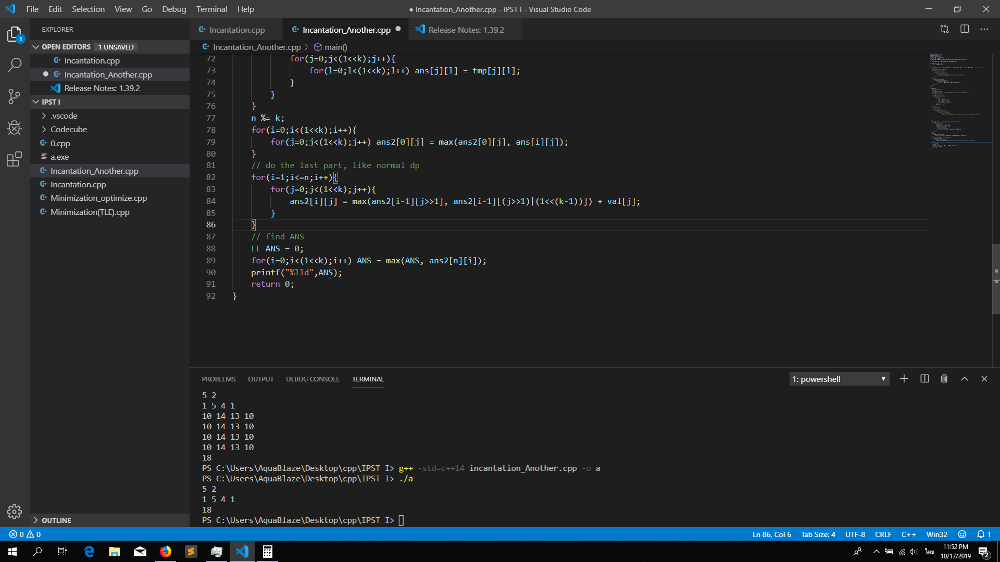 File Edit Selection View Go Debug Terminal Help
● Incantation_Another.cpp - IPST I - Visual Studio Code
EXPLORER
OPEN EDITORS 1 UNSAVED
Incantation.cpp
Incantation_Another.cpp
Release Notes: 1.39.2
IPST I
.vscode
Codecube
0.cpp
a.exe
Incantation_Another.cpp
Incantation.cpp
Minimization_optimize.cpp
Minimization(TLE).cpp
OUTLINE
1
Incantation.cpp
Incantation_Another.cpp
Release Notes: 1.39.2
Incantation_Another.cpp > main()
72 for(j=0;j<(1<<k);j++){
73 for(l=0;l<(1<<k);l++) ans[j][l] = tmp[j][l];
74 }
75 }
76 }
77 n %= k;
78 for(i=0;i<(1<<k);i++){
79 for(j=0;j<(1<<k);j++) ans2[0][j] = max(ans2[0][j], ans[i][j]);
80 }
81 // do the last part, like normal dp
82 for(i=1;i<=n;i++){
83 for(j=0;j<(1<<k);j++){
84 ans2[i][j] = max(ans2[i-1][j>>1], ans2[i-1][(j>>1)|(1<<(k-1))]) + val[j];
85 }
86 }
87 // find ANS
88 LL ANS = 0;
89 for(i=0;i<(1<<k);i++) ANS = max(ANS, ans2[n][i]);
90 printf("%lld",ANS);
91 return 0;
92 }
PROBLEMS OUTPUT DEBUG CONSOLE TERMINAL
1: powershell
5 2
1 5 4 1
10 14 13 10
10 14 13 10
10 14 13 10
10 14 13 10
18
PS C:\Users\AquaBlaze\Desktop\cpp\IPST I> g++ -std=c++14 incantation_Another.cpp -o a
PS C:\Users\AquaBlaze\Desktop\cpp\IPST I> ./a
5 2
1 5 4 1
18
PS C:\Users\AquaBlaze\Desktop\cpp\IPST I>
0 0
Ln 86, Col 6 Tab Size: 4 UTF-8 CRLF C++ Win32 1
ไทย
11:52 PM
10/17/2019
2